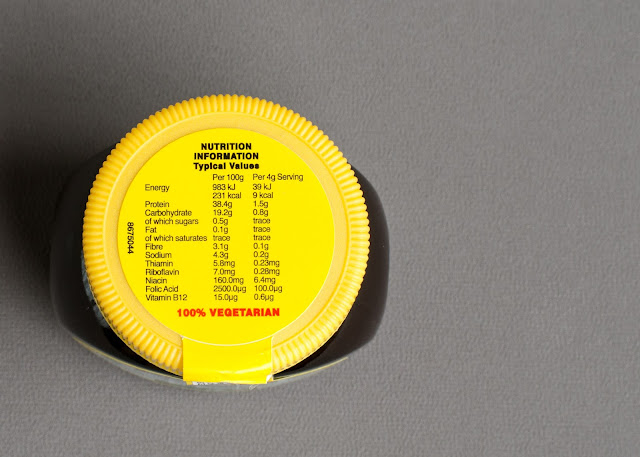 NUTRITION
INFORMATION
Typical Values
Per 100g Per 4g Serving
Energy 983 kJ 39 kJ
231 kcal 9 kcal
Protein 38.4g 1.5g
Carbohydrate 19.2g 0.8g
of which sugars 0.5g trace
Fat 0.1g trace
of which saturates trace trace
Fibre 3.1g 0.1g
Sodium 4.3g 0.2g
Thiamin 5.8mg 0.23mg
Riboflavin 7.0mg 0.28mg
Niacin 160.0mg 6.4mg
Folic Acid 2500.0µg 100.0µg
Vitamin B12 15.0µg 0.6µg
100% VEGETARIAN
8675044